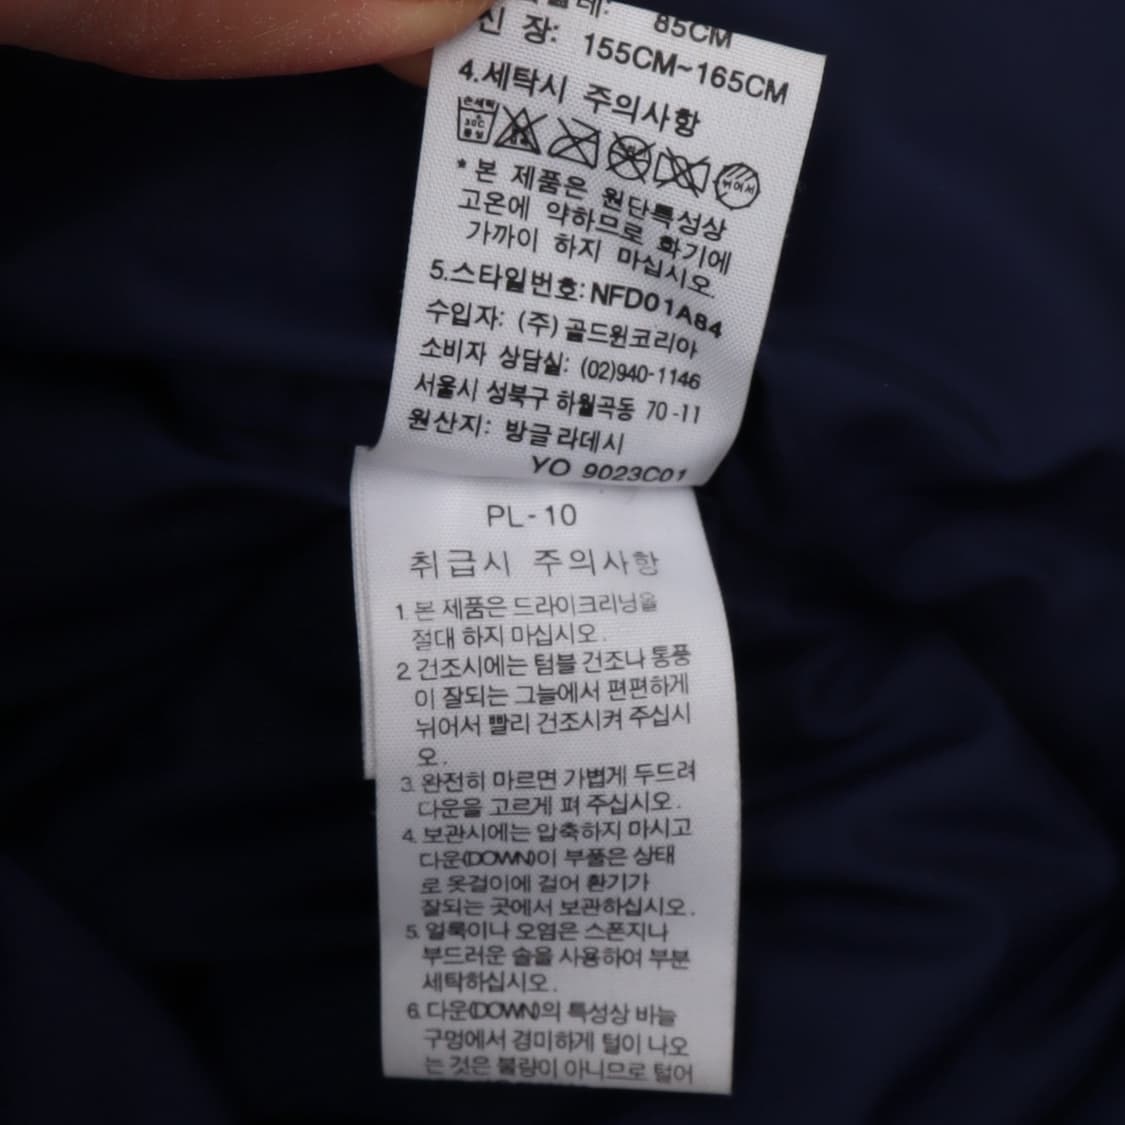 85CM
신 장: 155CM~165CM
4.세탁시 주의사항
손세탁
30℃
중성
뉘어서
* 본 제품은 원단특성상
고온에 약하므로 화기에
가까이 하지 마십시오.
5.스타일번호: NFD01A84
수입자: (주) 골드윈코리아
소비자 상담실: (02)940-1146
서울시 성북구 하월곡동 70-11
원산지: 방글라데시
YO 9023C01
PL-10
취급시 주의사항
1. 본 제품은 드라이크리닝을
절대 하지 마십시오.
2. 건조시에는 텀블 건조나 통풍
이 잘되는 그늘에서 편편하게
뉘어서 빨리 건조시켜 주십시
오.
3. 완전히 마르면 가볍게 두드려
다운을 고르게 펴 주십시오.
4. 보관시에는 압축하지 마시고
다운(DOWN)이 부풀은 상태
로 옷걸이에 걸어 환기가
잘되는 곳에서 보관하십시오.
5. 얼룩이나 오염은 스폰지나
부드러운 솔을 사용하여 부분
세탁하십시오.
6. 다운(DOWN)의 특성상 바늘
구멍에서 경미하게 털이 나오
는 것은 불량이 아니므로 털어